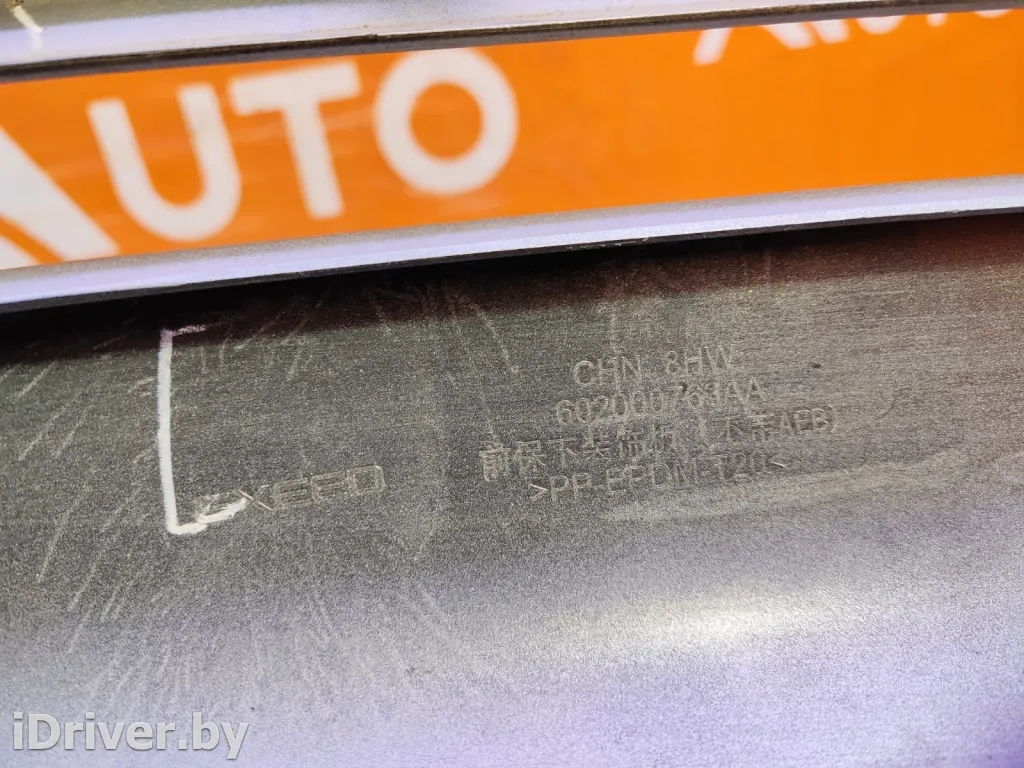 AUTO
CHN 8HW
602000763AA
前保下装饰板（不带APB）
>PP-EPDM-T20<
EXEED
iDriver.by